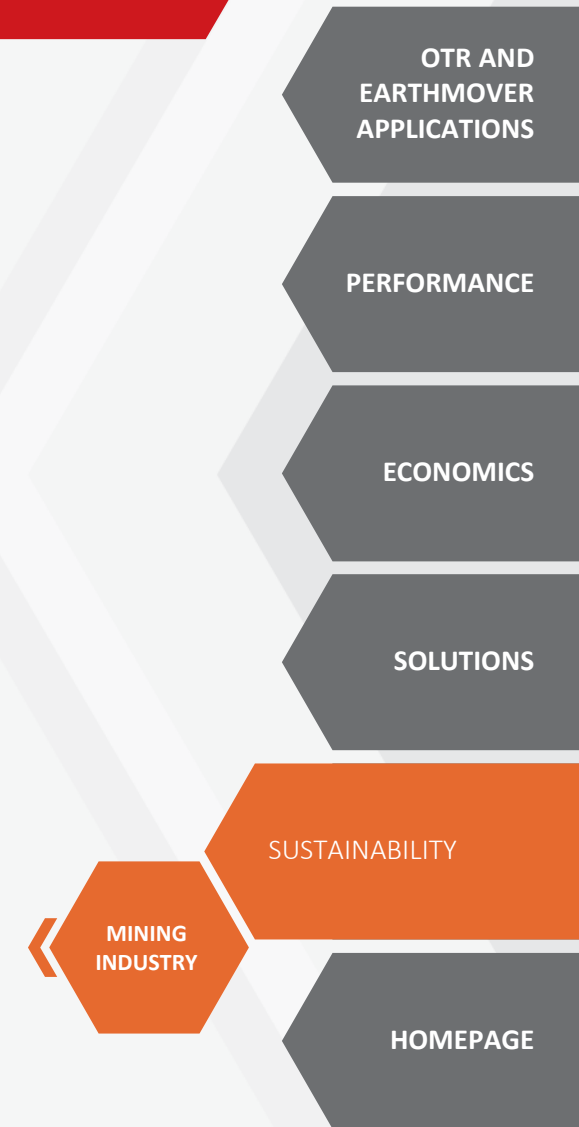 OTR AND
EARTHMOVER
APPLICATIONS
PERFORMANCE
ECONOMICS
SOLUTIONS
SUSTAINABILITY
MINING
INDUSTRY
HOMEPAGE